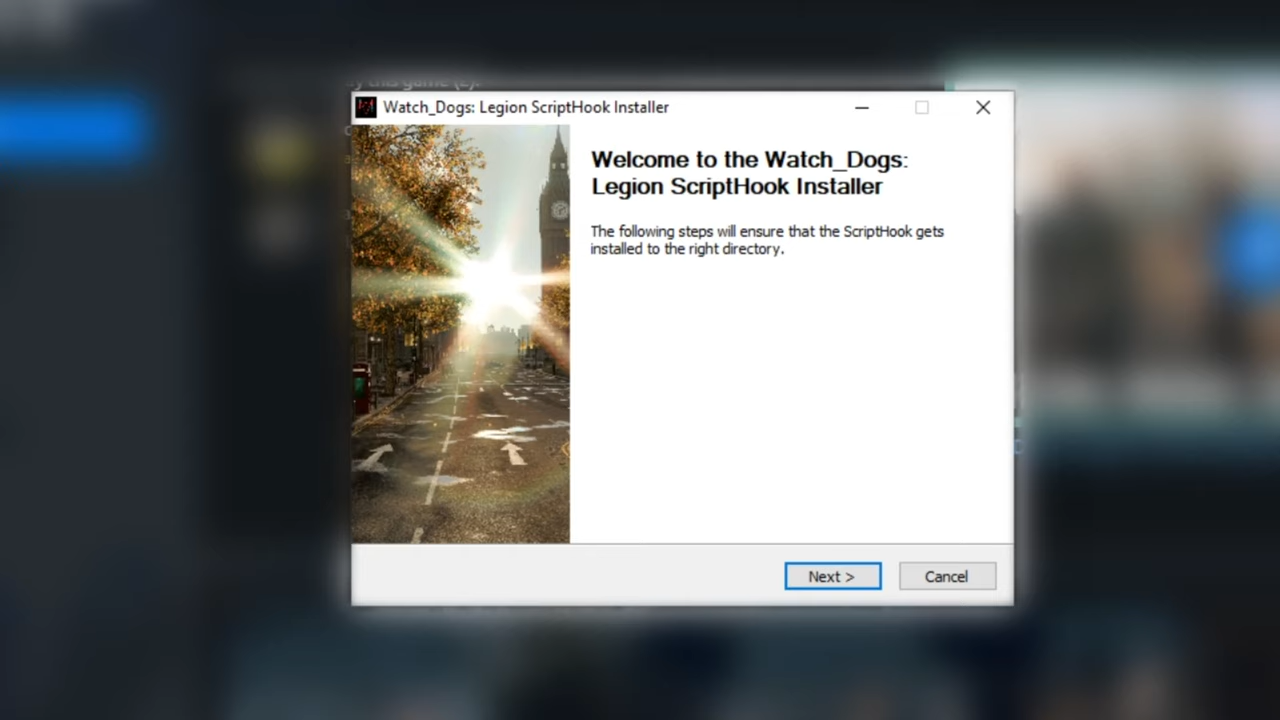 Watch_Dogs: Legion ScriptHook Installer
Welcome to the Watch_Dogs:
Legion ScriptHook Installer
The following steps will ensure that the ScriptHook gets
installed to the right directory.
Next >
Cancel